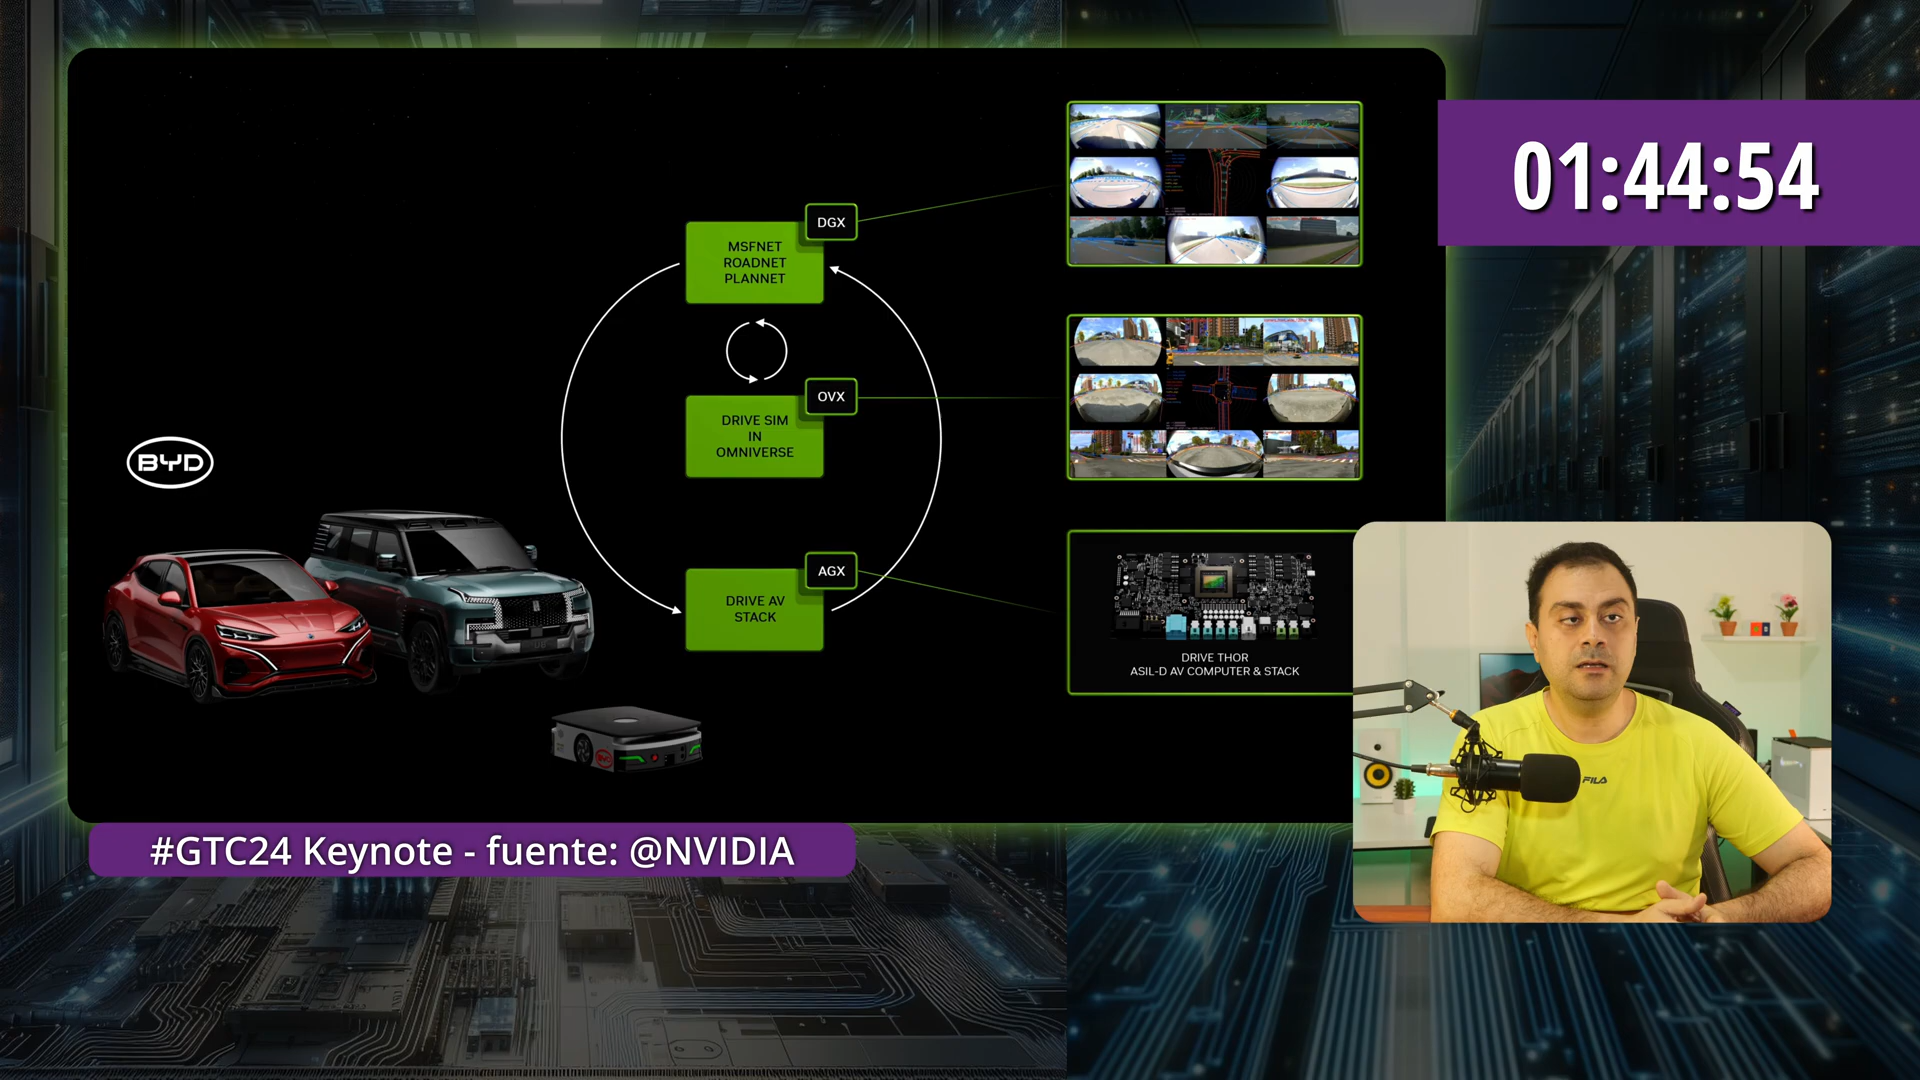 01:44:54
DGX
MSFNET
ROADNET
PLANNET
OVX
DRIVE SIM
IN
OMNIVERSE
BYD
AGX
DRIVE AV
STACK
DRIVE THOR
ASIL-D AV COMPUTER & STACK
FILA
#GTC24 Keynote - fuente: @NVIDIA